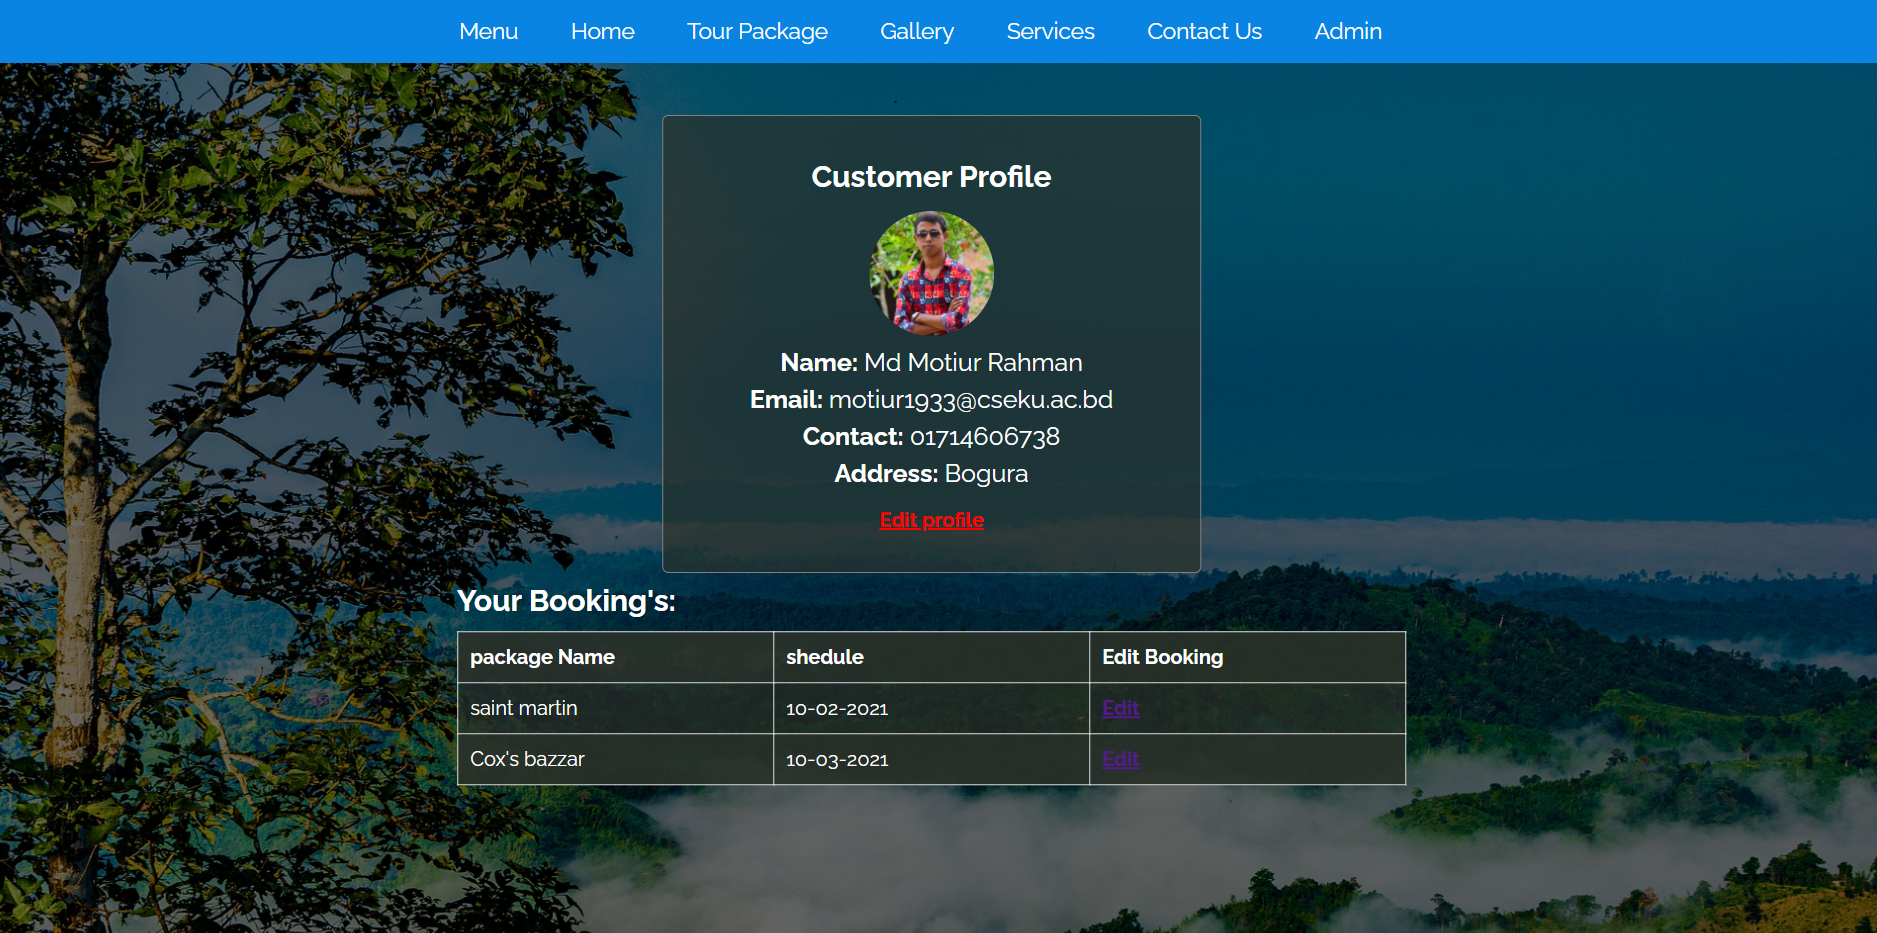 Menu Home Tour Package Gallery Services Contact Us Admin
Customer Profile
Name: Md Motiur Rahman
Email: motiur1933@cseku.ac.bd
Contact: 01714606738
Address: Bogura
Edit profile
Your Booking's:
package Name shedule Edit Booking
saint martin 10-02-2021 Edit
Cox's bazzar 10-03-2021 Edit